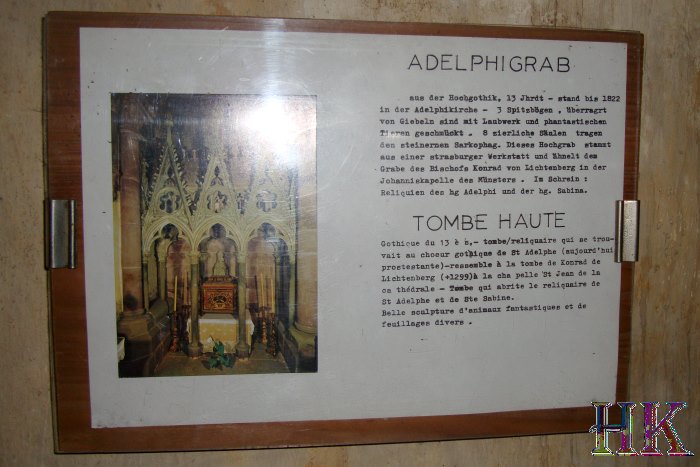 ADELPHIGRAB
aus der Hochgothik, 13 Jhrdt - stand bis 1822
in der Adelphikirche - 3 Spitzbögen, überragrt
von Giebeln sind mit Laubwerk und phantastischen
Tieren geschmückt. 8 zierliche Säulen tragen
den steinernen Sarkophag. Dieses Hochgrab stammt
aus einer strasburger Werkstatt und ähnelt dem
Grabe des Bischofs Konrad von Lichtenberg in der
Johanniskapelle des Münsters. Im Schrein:
Reliquien des hg Adelphi und der hg. Sabina.
TOMBE HAUTE
Gothique du 13 è s,- tombe/reliquaire qui se trou-
vait au choeur gothique de St Adelphe (aujourd'hui
proetestante)-ressemble à la tombe de Konrad de
Lichtenberg (+1299)à la cha pelle St Jean de la
ca thédrale - Tombe qui abrite le reliquaire de
St Adelphe et de Ste Sabine.
Belle sculpture d'animaux fantastiques et de
feuillages divers.
HK